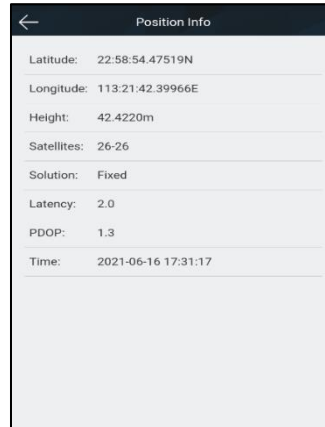 Position Info
Latitude: 22:58:54.47519N
Longitude: 113:21:42.39966E
Height: 42.4220m
Satellites: 26-26
Solution: Fixed
Latency: 2.0
PDOP: 1.3
Time: 2021-06-16 17:31:17